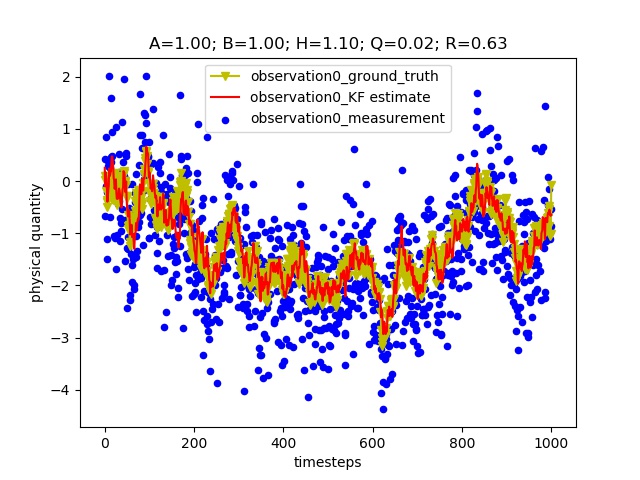 A=1.00; B=1.00; H=1.10; Q=0.02; R=0.63
observation0_ground_truth
observation0_KF estimate
observation0_measurement
physical quantity
2
1
0
−1
−2
−3
−4
0 200 400 600 800 1000
timesteps